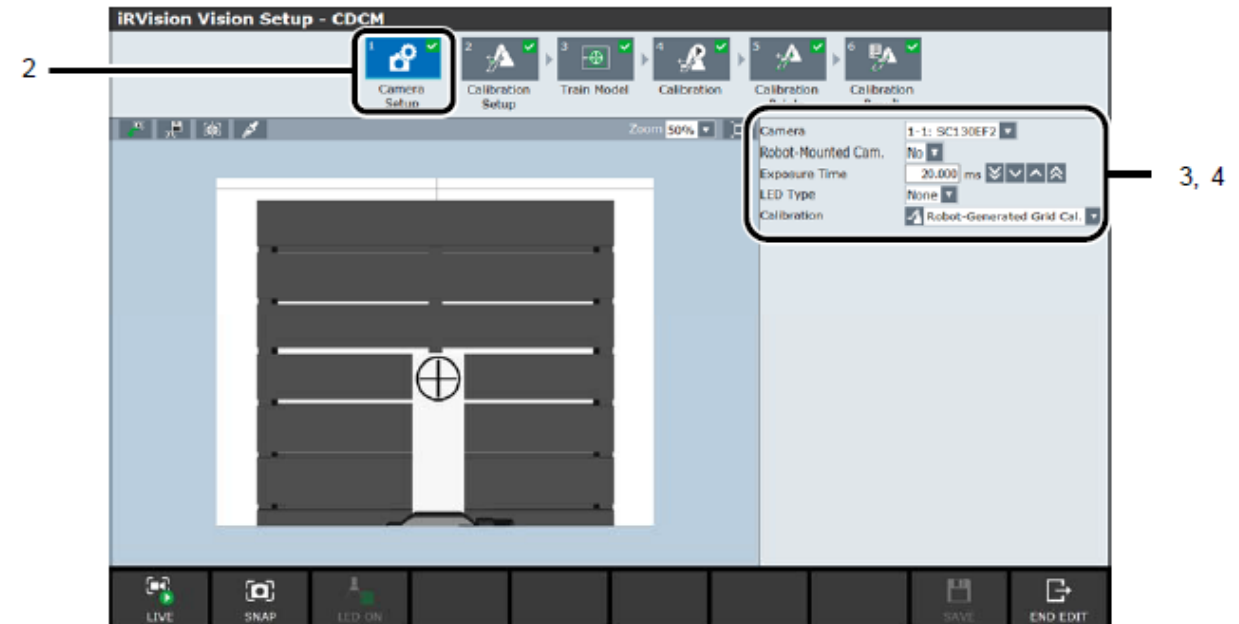 iRVision Vision Setup - CDCM
2
1 2 3 4 5 6
Camera Setup
Calibration Setup
Train Model
Calibration
Calibration
Calibration
Zoom 50%
Camera 1-1: SC130EF2
Robot-Mounted Cam. No
Exposure Time 20.000 ms
LED Type None
Calibration Robot-Generated Grid Cal.
3, 4
LIVE SNAP LED ON SAVE END EDIT